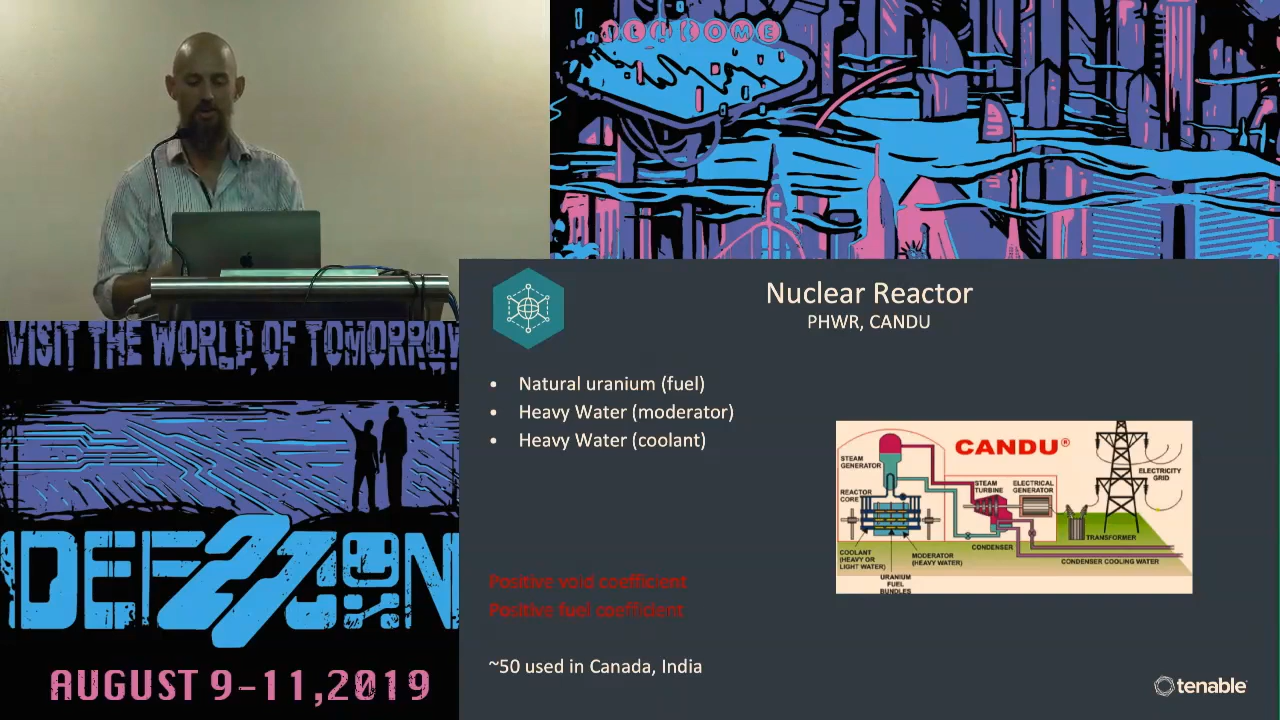 WELCOME
VISIT THE WORLD OF TOMORROW
DEF CON
27
AUGUST 9-11,2019
Nuclear Reactor
PHWR, CANDU
• Natural uranium (fuel)
• Heavy Water (moderator)
• Heavy Water (coolant)
Positive void coefficient
Positive fuel coefficient
~50 used in Canada, India
CANDU®
STEAM
GENERATOR
REACTOR
CORE
STEAM
TURBINE
ELECTRICAL
GENERATOR
ELECTRICITY
GRID
TRANSFORMER
CONDENSER
CONDENSER COOLING WATER
COOLANT
(HEAVY OR
LIGHT WATER)
MODERATOR
(HEAVY WATER)
URANIUM
FUEL
BUNDLES
tenable